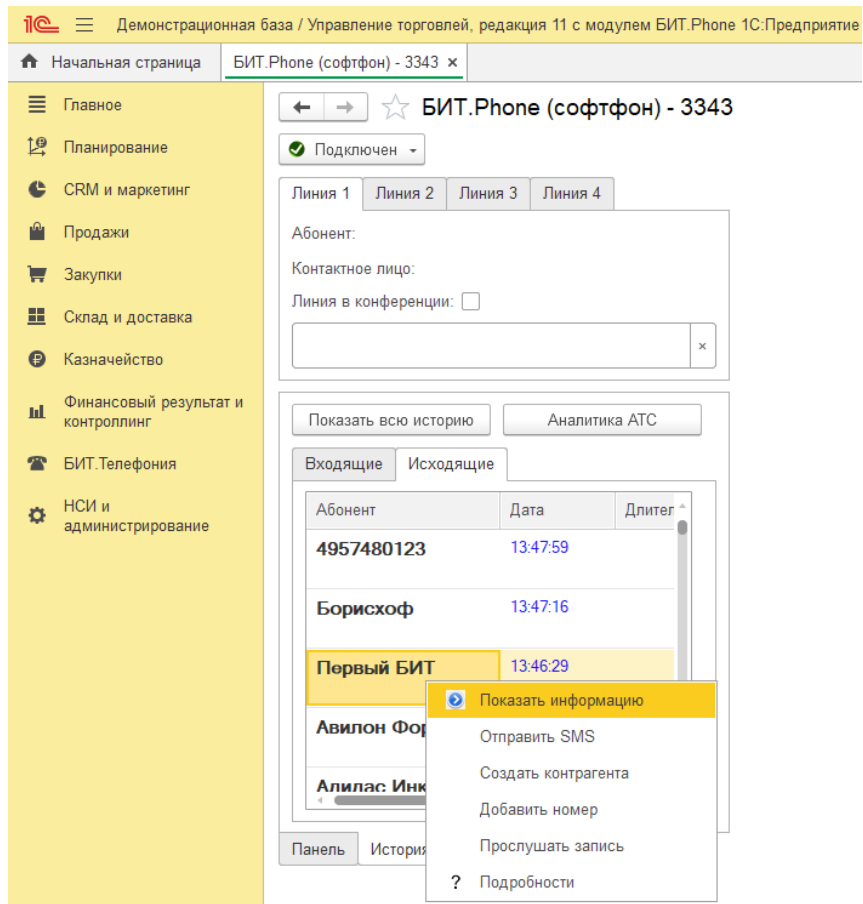 1С Демонстрационная база / Управление торговлей, редакция 11 с модулем БИТ.Phone 1С:Предприятие
Начальная страница БИТ.Phone (софтфон) - 3343 ×
Главное
Планирование
CRM и маркетинг
Продажи
Закупки
Склад и доставка
Казначейство
Финансовый результат и
контроллинг
БИТ.Телефония
НСИ и
администрирование
БИТ.Phone (софтфон) - 3343
Подключен
Линия 1 Линия 2 Линия 3 Линия 4
Абонент:
Контактное лицо:
Линия в конференции:
×
Показать всю историю Аналитика АТС
Входящие Исходящие
Абонент Дата Длител
4957480123 13:47:59
Борисхоф 13:47:16
Первый БИТ 13:46:29
Авилон Фор
Алилас Инк
Показать информацию
Отправить SMS
Создать контрагента
Добавить номер
Прослушать запись
? Подробности
Панель История